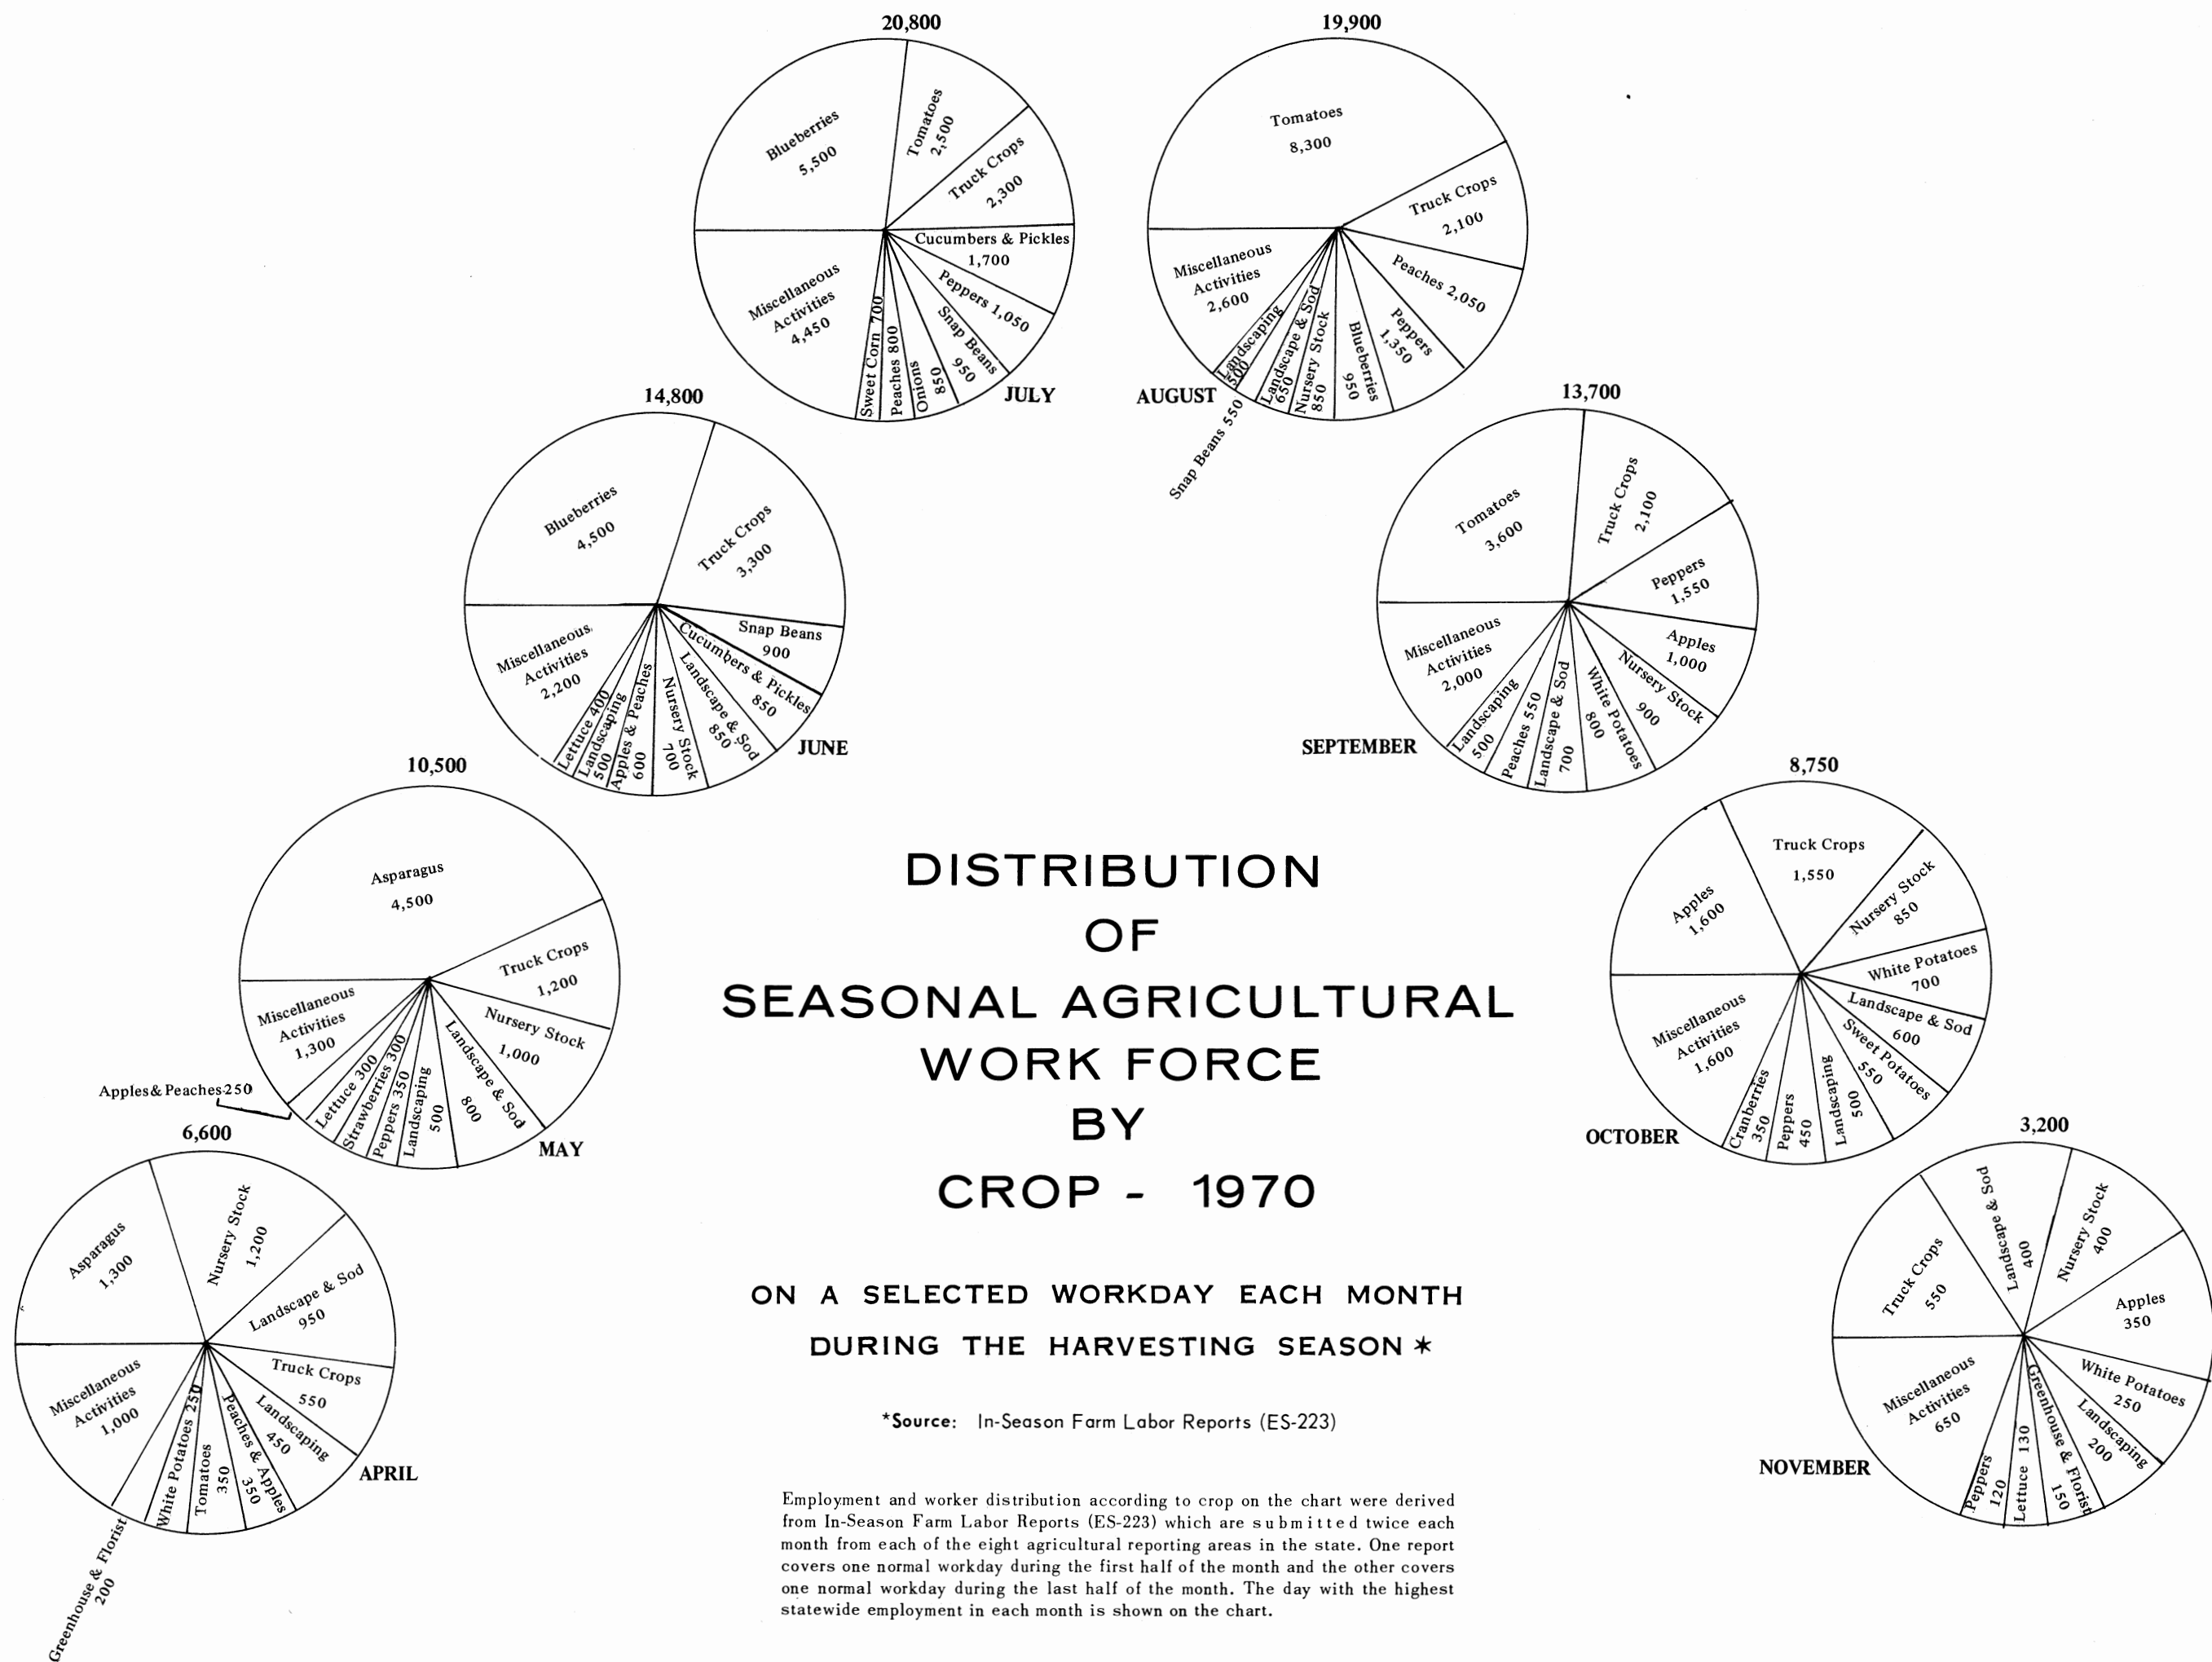 20,800
Blueberries
5,500
Tomatoes
2,500
Truck Crops
2,300
Cucumbers & Pickles
1,700
Peppers 1,050
Snap Beans
950
Onions
850
Peaches 800
Sweet Corn 700
Miscellaneous
Activities
4,450
JULY
19,900
Tomatoes
8,300
Truck Crops
2,100
Peaches 2,050
Peppers
1,350
Blueberries
950
Nursery Stock
850
Landscape & Sod
650
Snap Beans 550
Landscaping
500
Miscellaneous
Activities
2,600
AUGUST
14,800
Blueberries
4,500
Truck Crops
3,300
Snap Beans
900
Cucumbers & Pickles
850
Landscape & Sod
850
Nursery Stock
700
Apples & Peaches
600
Landscaping
500
Lettuce 400
Miscellaneous
Activities
2,200
JUNE
13,700
Tomatoes
3,600
Truck Crops
2,100
Peppers
1,550
Apples
1,000
Nursery Stock
900
White Potatoes
800
Landscape & Sod
700
Peaches 550
Landscaping
500
Miscellaneous
Activities
2,000
SEPTEMBER
10,500
Asparagus
4,500
Truck Crops
1,200
Nursery Stock
1,000
Landscape & Sod
800
Landscaping
500
Peppers 350
Strawberries 300
Lettuce 300
Apples & Peaches 250
Miscellaneous
Activities
1,300
MAY
8,750
Apples
1,600
Truck Crops
1,550
Nursery Stock
850
White Potatoes
700
Landscape & Sod
600
Sweet Potatoes
550
Landscaping
500
Peppers
450
Cranberries
350
Miscellaneous
Activities
1,600
OCTOBER
6,600
Asparagus
1,300
Nursery Stock
1,200
Landscape & Sod
950
Truck Crops
550
Landscaping
450
Peaches & Apples
350
Tomatoes
350
White Potatoes 250
Greenhouse & Florist
200
Miscellaneous
Activities
1,000
APRIL
3,200
Truck Crops
550
Landscape & Sod
400
Nursery Stock
400
Apples
350
White Potatoes
250
Landscaping
200
Greenhouse & Florist
150
Lettuce 130
Peppers
120
Miscellaneous
Activities
650
NOVEMBER
DISTRIBUTION
OF
SEASONAL AGRICULTURAL
WORK FORCE
BY
CROP - 1970
ON A SELECTED WORKDAY EACH MONTH
DURING THE HARVESTING SEASON *
*Source: In-Season Farm Labor Reports (ES-223)
Employment and worker distribution according to crop on the chart were derived
from In-Season Farm Labor Reports (ES-223) which are submitted twice each
month from each of the eight agricultural reporting areas in the state. One report
covers one normal workday during the first half of the month and the other covers
one normal workday during the last half of the month. The day with the highest
statewide employment in each month is shown on the chart.